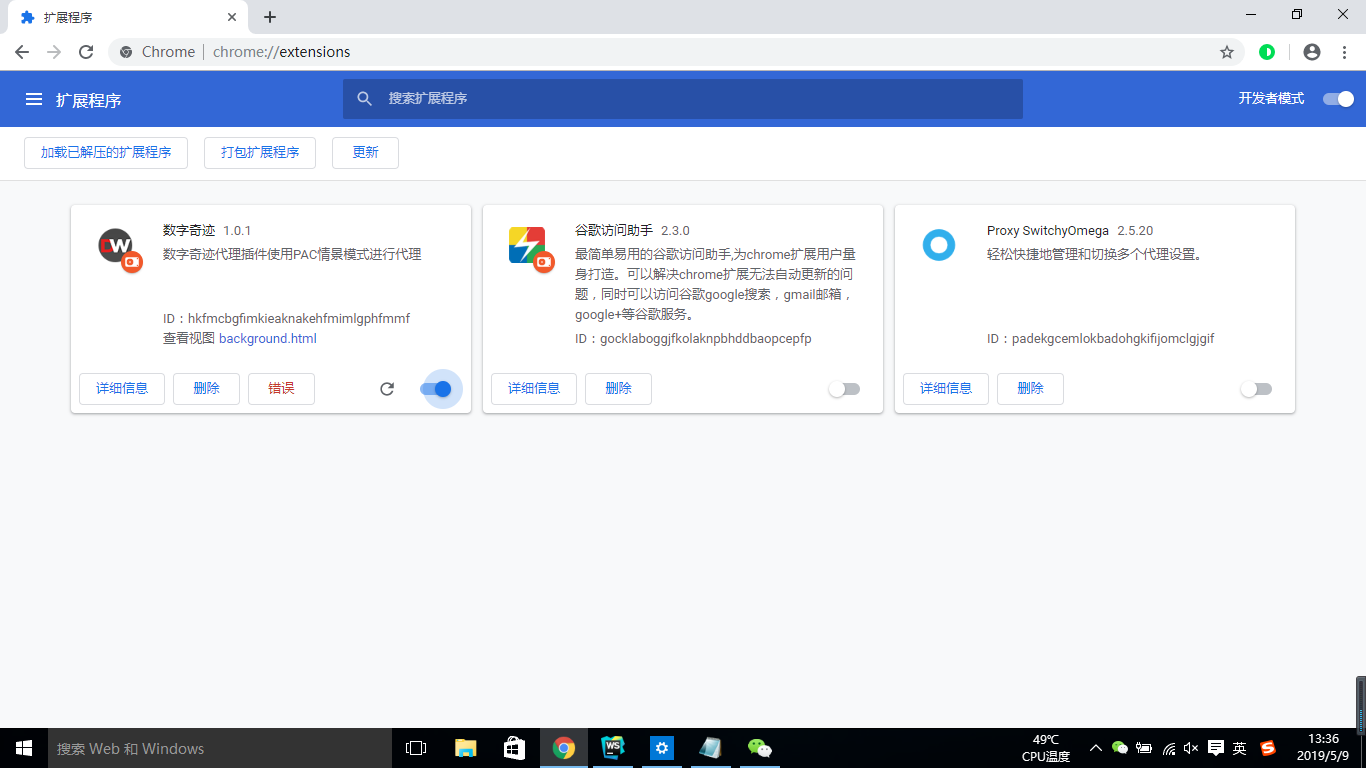 扩展程序
Chrome
chrome://extensions
扩展程序
搜索扩展程序
开发者模式
加载已解压的扩展程序
打包扩展程序
更新
DW
数字奇迹 1.0.1
数字奇迹代理插件使用PAC情景模式进行代理
ID：hkfmcbgfimkieaknakehfmimlgphfmmf
查看视图 background.html
详细信息
删除
错误
谷歌访问助手 2.3.0
最简单易用的谷歌访问助手,为chrome扩展用户量
身打造。可以解决chrome扩展无法自动更新的问
题，同时可以访问谷歌google搜索，gmail邮箱，
google+等谷歌服务。
ID：gocklaboggjfkolaknpbhddbaopcepfp
详细信息
删除
Proxy SwitchyOmega 2.5.20
轻松快捷地管理和切换多个代理设置。
ID：padekgcemlokbadohgkifijomclgjgif
详细信息
删除
搜索 Web 和 Windows
WS
49℃
CPU温度
英
S
13:36
2019/5/9